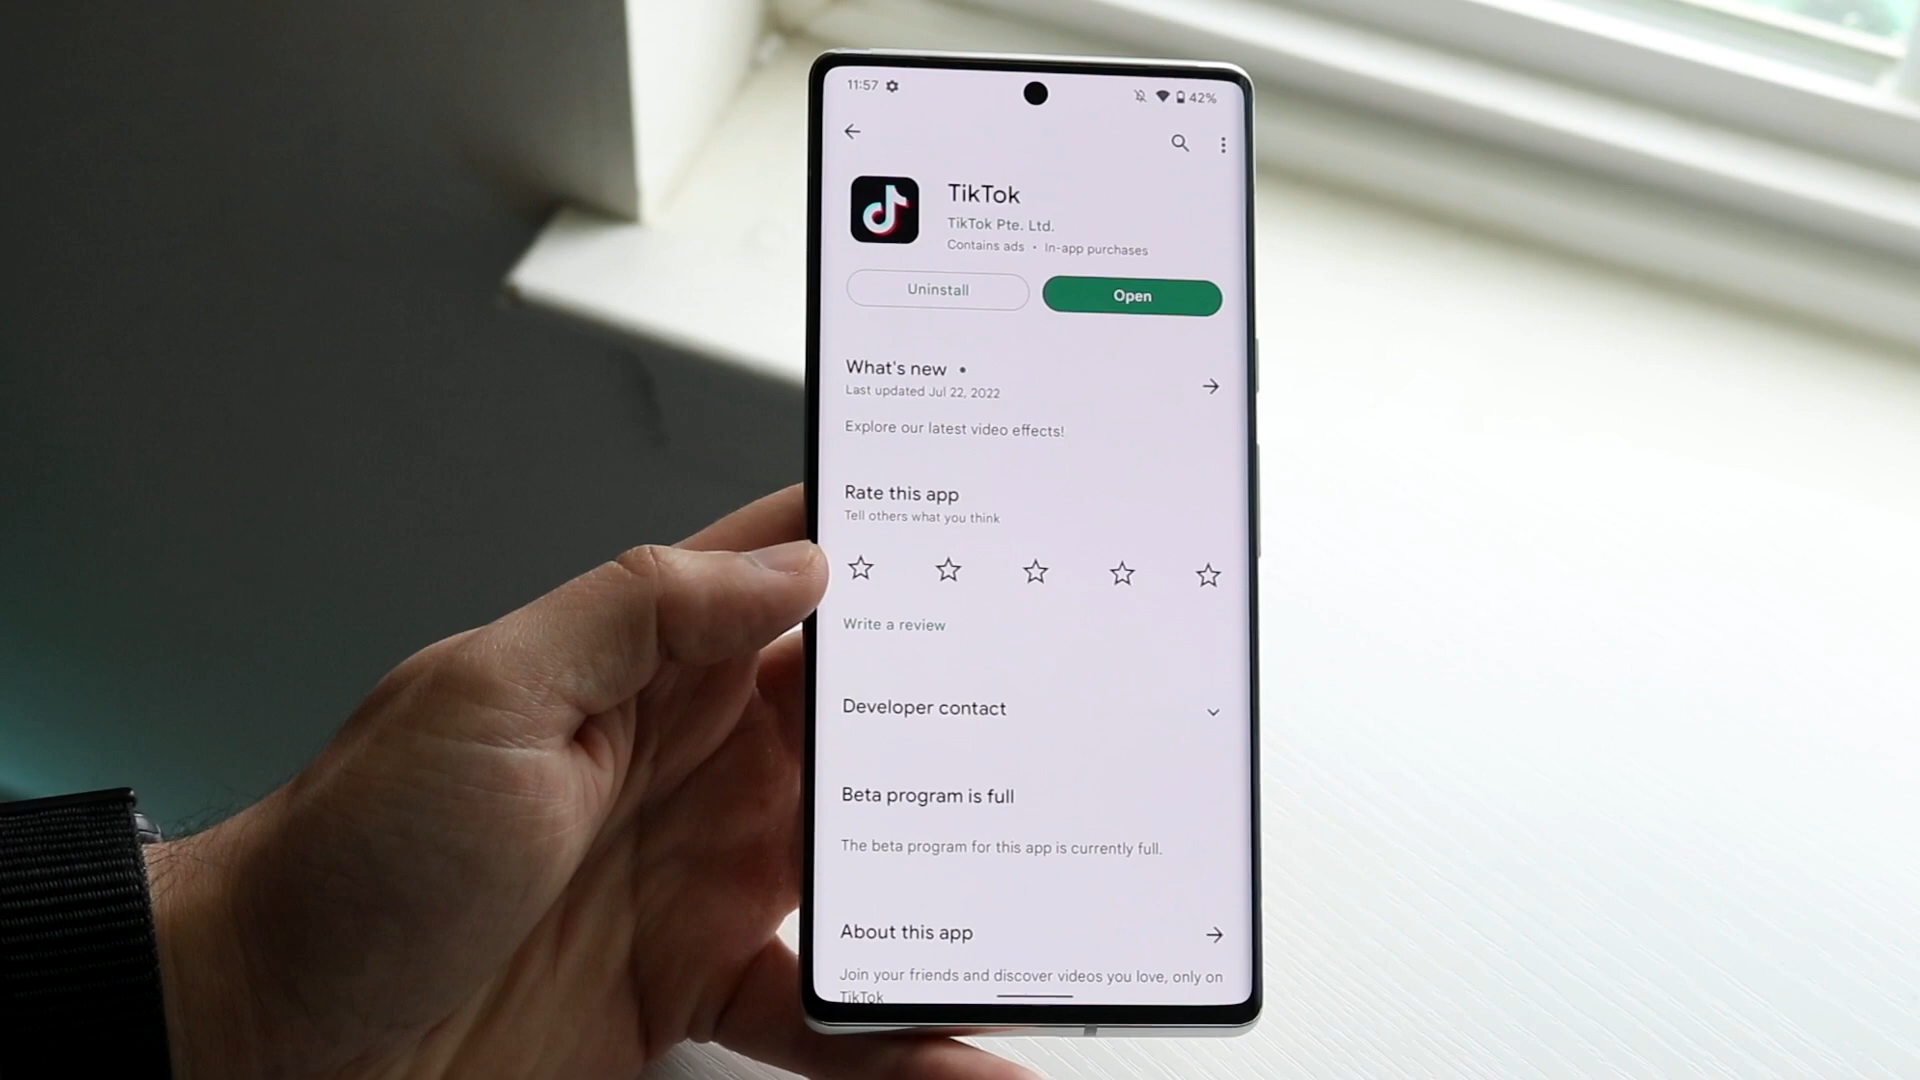 11:57
42%
TikTok
TikTok Pte. Ltd.
Contains ads • In-app purchases
Uninstall
Open
What's new •
Last updated Jul 22, 2022
Explore our latest video effects!
Rate this app
Tell others what you think
Write a review
Developer contact
Beta program is full
The beta program for this app is currently full.
About this app
Join your friends and discover videos you love, only on
TikTok